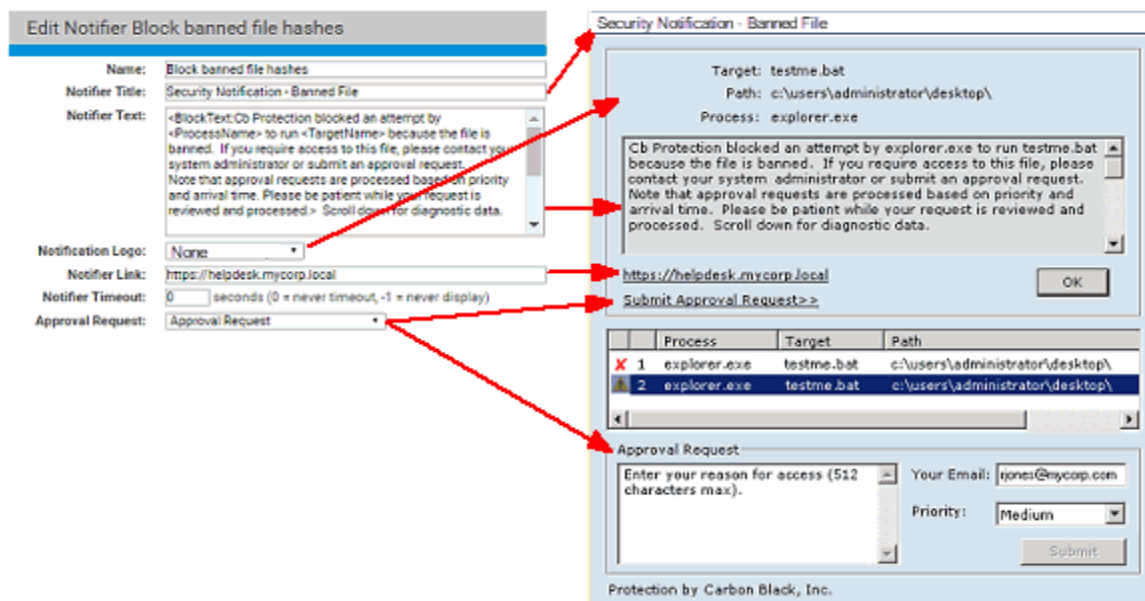 Edit Notifier Block banned file hashes
Name: Block banned file hashes
Notifier Title: Security Notification - Banned File
Notifier Text: <BlockText:Cb Protection blocked an attempt by
<ProcessName> to run <TargetName> because the file is
banned. If you require access to this file, please contact your
system administrator or submit an approval request.
Note that approval requests are processed based on priority
and arrival time. Please be patient while your request is
reviewed and processed.> Scroll down for diagnostic data.
Notification Logo: None
Notifier Link: https://helpdesk.mycorp.local
Notifier Timeout: 0 seconds (0 = never timeout, -1 = never display)
Approval Request: Approval Request
Security Notification - Banned File
Target: testme.bat
Path: c:\users\administrator\desktop\
Process: explorer.exe
Cb Protection blocked an attempt by explorer.exe to run testme.bat
because the file is banned. If you require access to this file, please
contact your system administrator or submit an approval request.
Note that approval requests are processed based on priority and
arrival time. Please be patient while your request is reviewed and
processed. Scroll down for diagnostic data.
https://helpdesk.mycorp.local
OK
Submit Approval Request>>
Process Target Path
1 explorer.exe testme.bat c:\users\administrator\desktop\
2 explorer.exe testme.bat c:\users\administrator\desktop\
Approval Request
Enter your reason for access (512
characters max).
Your Email: rjones@mycorp.com
Priority: Medium
Submit
Protection by Carbon Black, Inc.